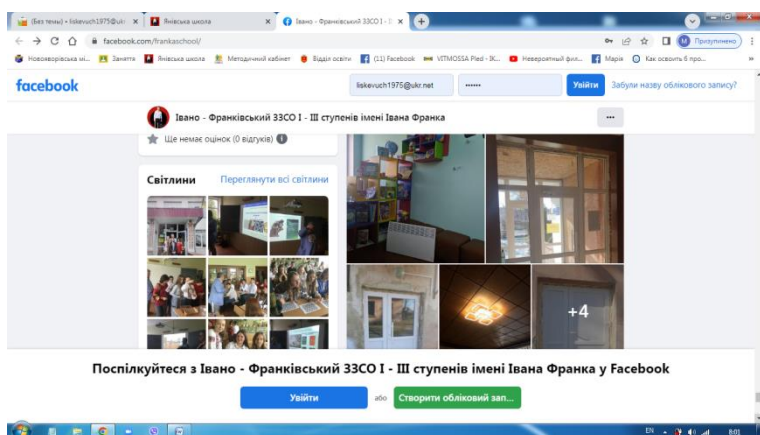 (Без темы) • liskevuch1975@ukr
Янівська школа
Івано - Франківський ЗЗСО І - ІІ
facebook.com/frankaschool/
Призупинено
Новояворіська мі...
Заняття
Янівська школа
Методичний кабінет
Відділ освіти
(11) Facebook
VITMOSSA Pled - IK...
Невероятный фил...
Марія
Как освоить 6 про...
facebook
liskevuch1975@ukr.net
••••••
Увійти
Забули назву облікового запису?
Івано - Франківський ЗЗСО І - ІІІ ступенів імені Івана Франка
Ще немає оцінок (0 відгуків)
Світлини
Переглянути всі світлини
+4
Поспілкуйтеся з Івано - Франківський ЗЗСО І - ІІІ ступенів імені Івана Франка у Facebook
Увійти
або
Створити обліковий зап...
EN
8:01